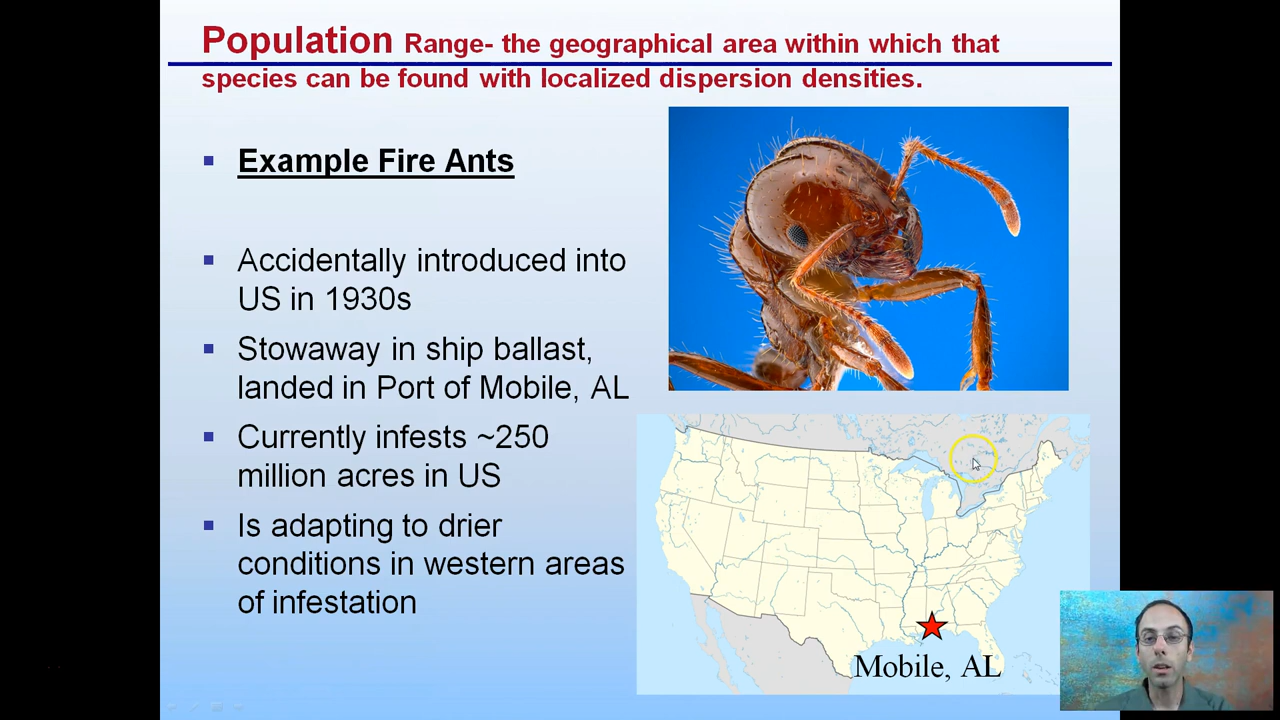 Population Range- the geographical area within which that
species can be found with localized dispersion densities.
Example Fire Ants
Accidentally introduced into
US in 1930s
Stowaway in ship ballast,
landed in Port of Mobile, AL
Currently infests ~250
million acres in US
Is adapting to drier
conditions in western areas
of infestation
Mobile, AL